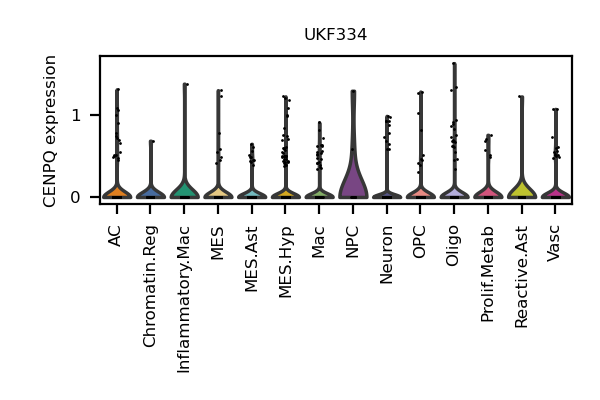 UKF334
CENPQ expression
1
0
AC
Chromatin.Reg
Inflammatory.Mac
MES
MES.Ast
MES.Hyp
Mac
NPC
Neuron
OPC
Oligo
Prolif.Metab
Reactive.Ast
Vasc